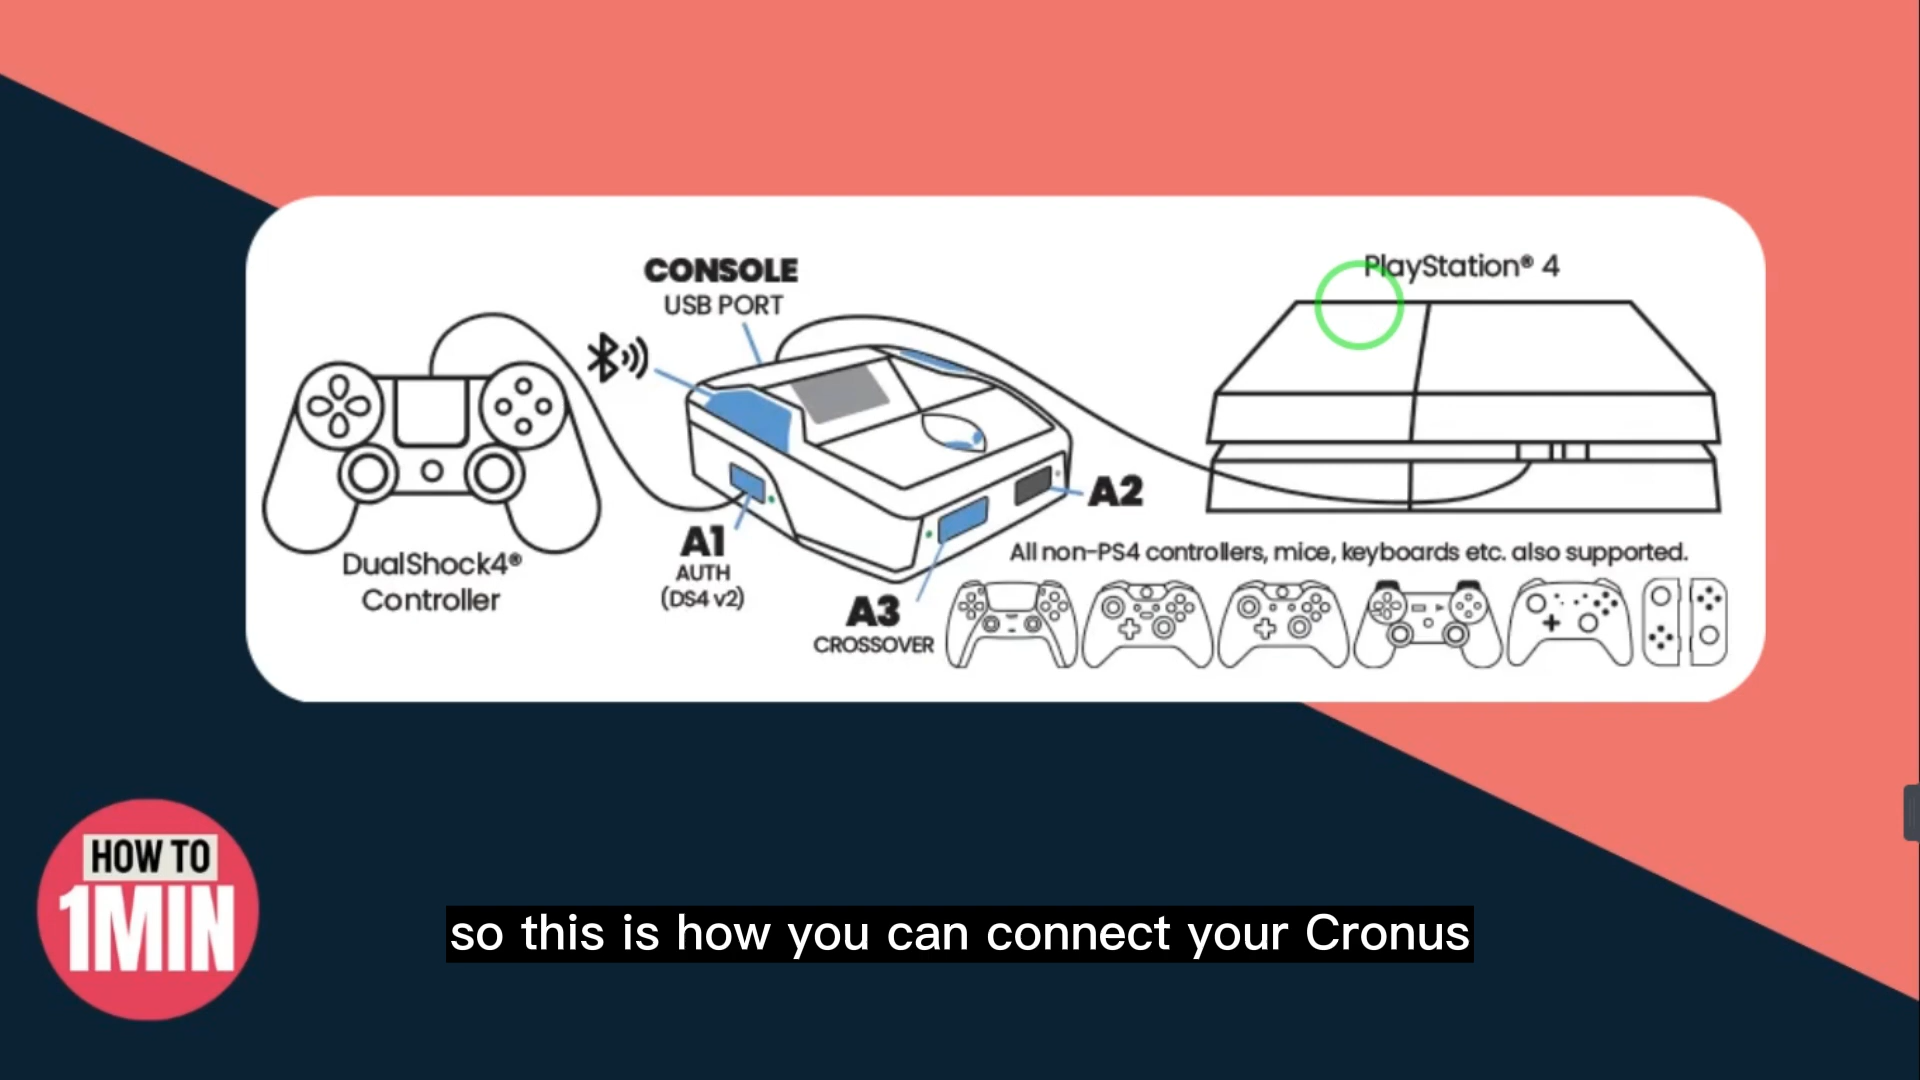 CONSOLE
USB PORT
PlayStation® 4
A2
A1
AUTH
(DS4 v2)
DualShock4®
Controller
All non-PS4 controllers, mice, keyboards etc. also supported.
A3
CROSSOVER
HOW TO
1MIN
so this is how you can connect your Cronus